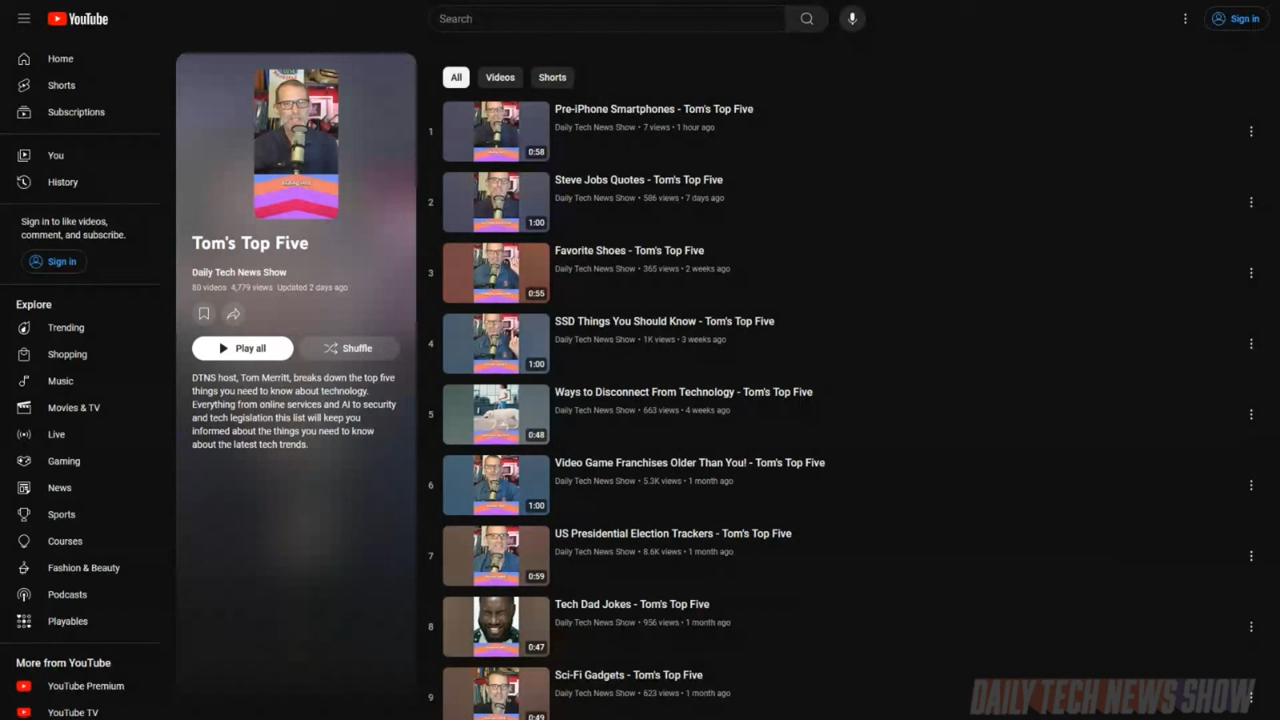 YouTube
Search
Sign in
Home
Shorts
Subscriptions
You
History
Sign in to like videos,
comment, and subscribe.
Sign in
Explore
Trending
Shopping
Music
Movies & TV
Live
Gaming
News
Sports
Courses
Fashion & Beauty
Podcasts
Playables
More from YouTube
YouTube Premium
YouTube TV
Tom's Top Five
Daily Tech News Show
80 videos 4,779 views Updated 2 days ago
Play all
Shuffle
DTNS host, Tom Merritt, breaks down the top five
things you need to know about technology.
Everything from online services and AI to security
and tech legislation this list will keep you
informed about the things you need to know
about the latest tech trends.
All
Videos
Shorts
1
0:58
Pre-iPhone Smartphones - Tom's Top Five
Daily Tech News Show • 7 views • 1 hour ago
2
1:00
Steve Jobs Quotes - Tom's Top Five
Daily Tech News Show • 586 views • 7 days ago
3
0:55
Favorite Shoes - Tom's Top Five
Daily Tech News Show • 365 views • 2 weeks ago
4
1:00
SSD Things You Should Know - Tom's Top Five
Daily Tech News Show • 1K views • 3 weeks ago
5
0:48
Ways to Disconnect From Technology - Tom's Top Five
Daily Tech News Show • 663 views • 4 weeks ago
6
1:00
Video Game Franchises Older Than You! - Tom's Top Five
Daily Tech News Show • 5.3K views • 1 month ago
7
0:59
US Presidential Election Trackers - Tom's Top Five
Daily Tech News Show • 8.6K views • 1 month ago
8
0:47
Tech Dad Jokes - Tom's Top Five
Daily Tech News Show • 956 views • 1 month ago
9
0:49
Sci-Fi Gadgets - Tom's Top Five
Daily Tech News Show • 623 views • 1 month ago
DAILY TECH NEWS SHOW